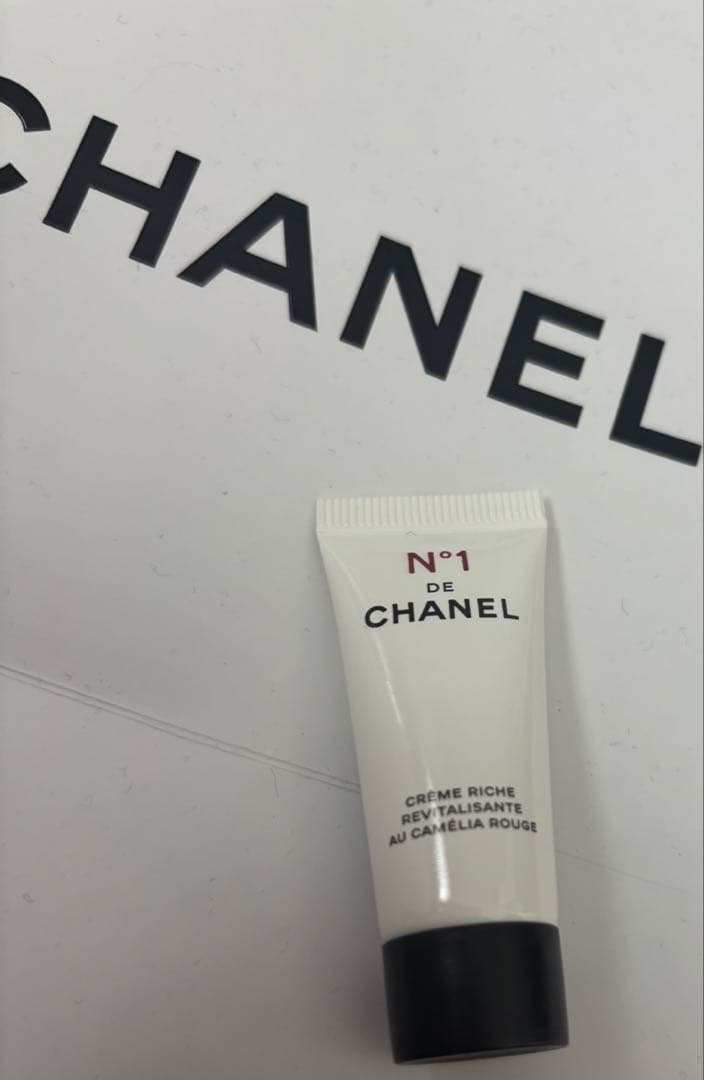 CHANEL
N°1
DE
CHANEL
CRÈME RICHE
REVITALISANTE
AU CAMÉLIA ROUGE